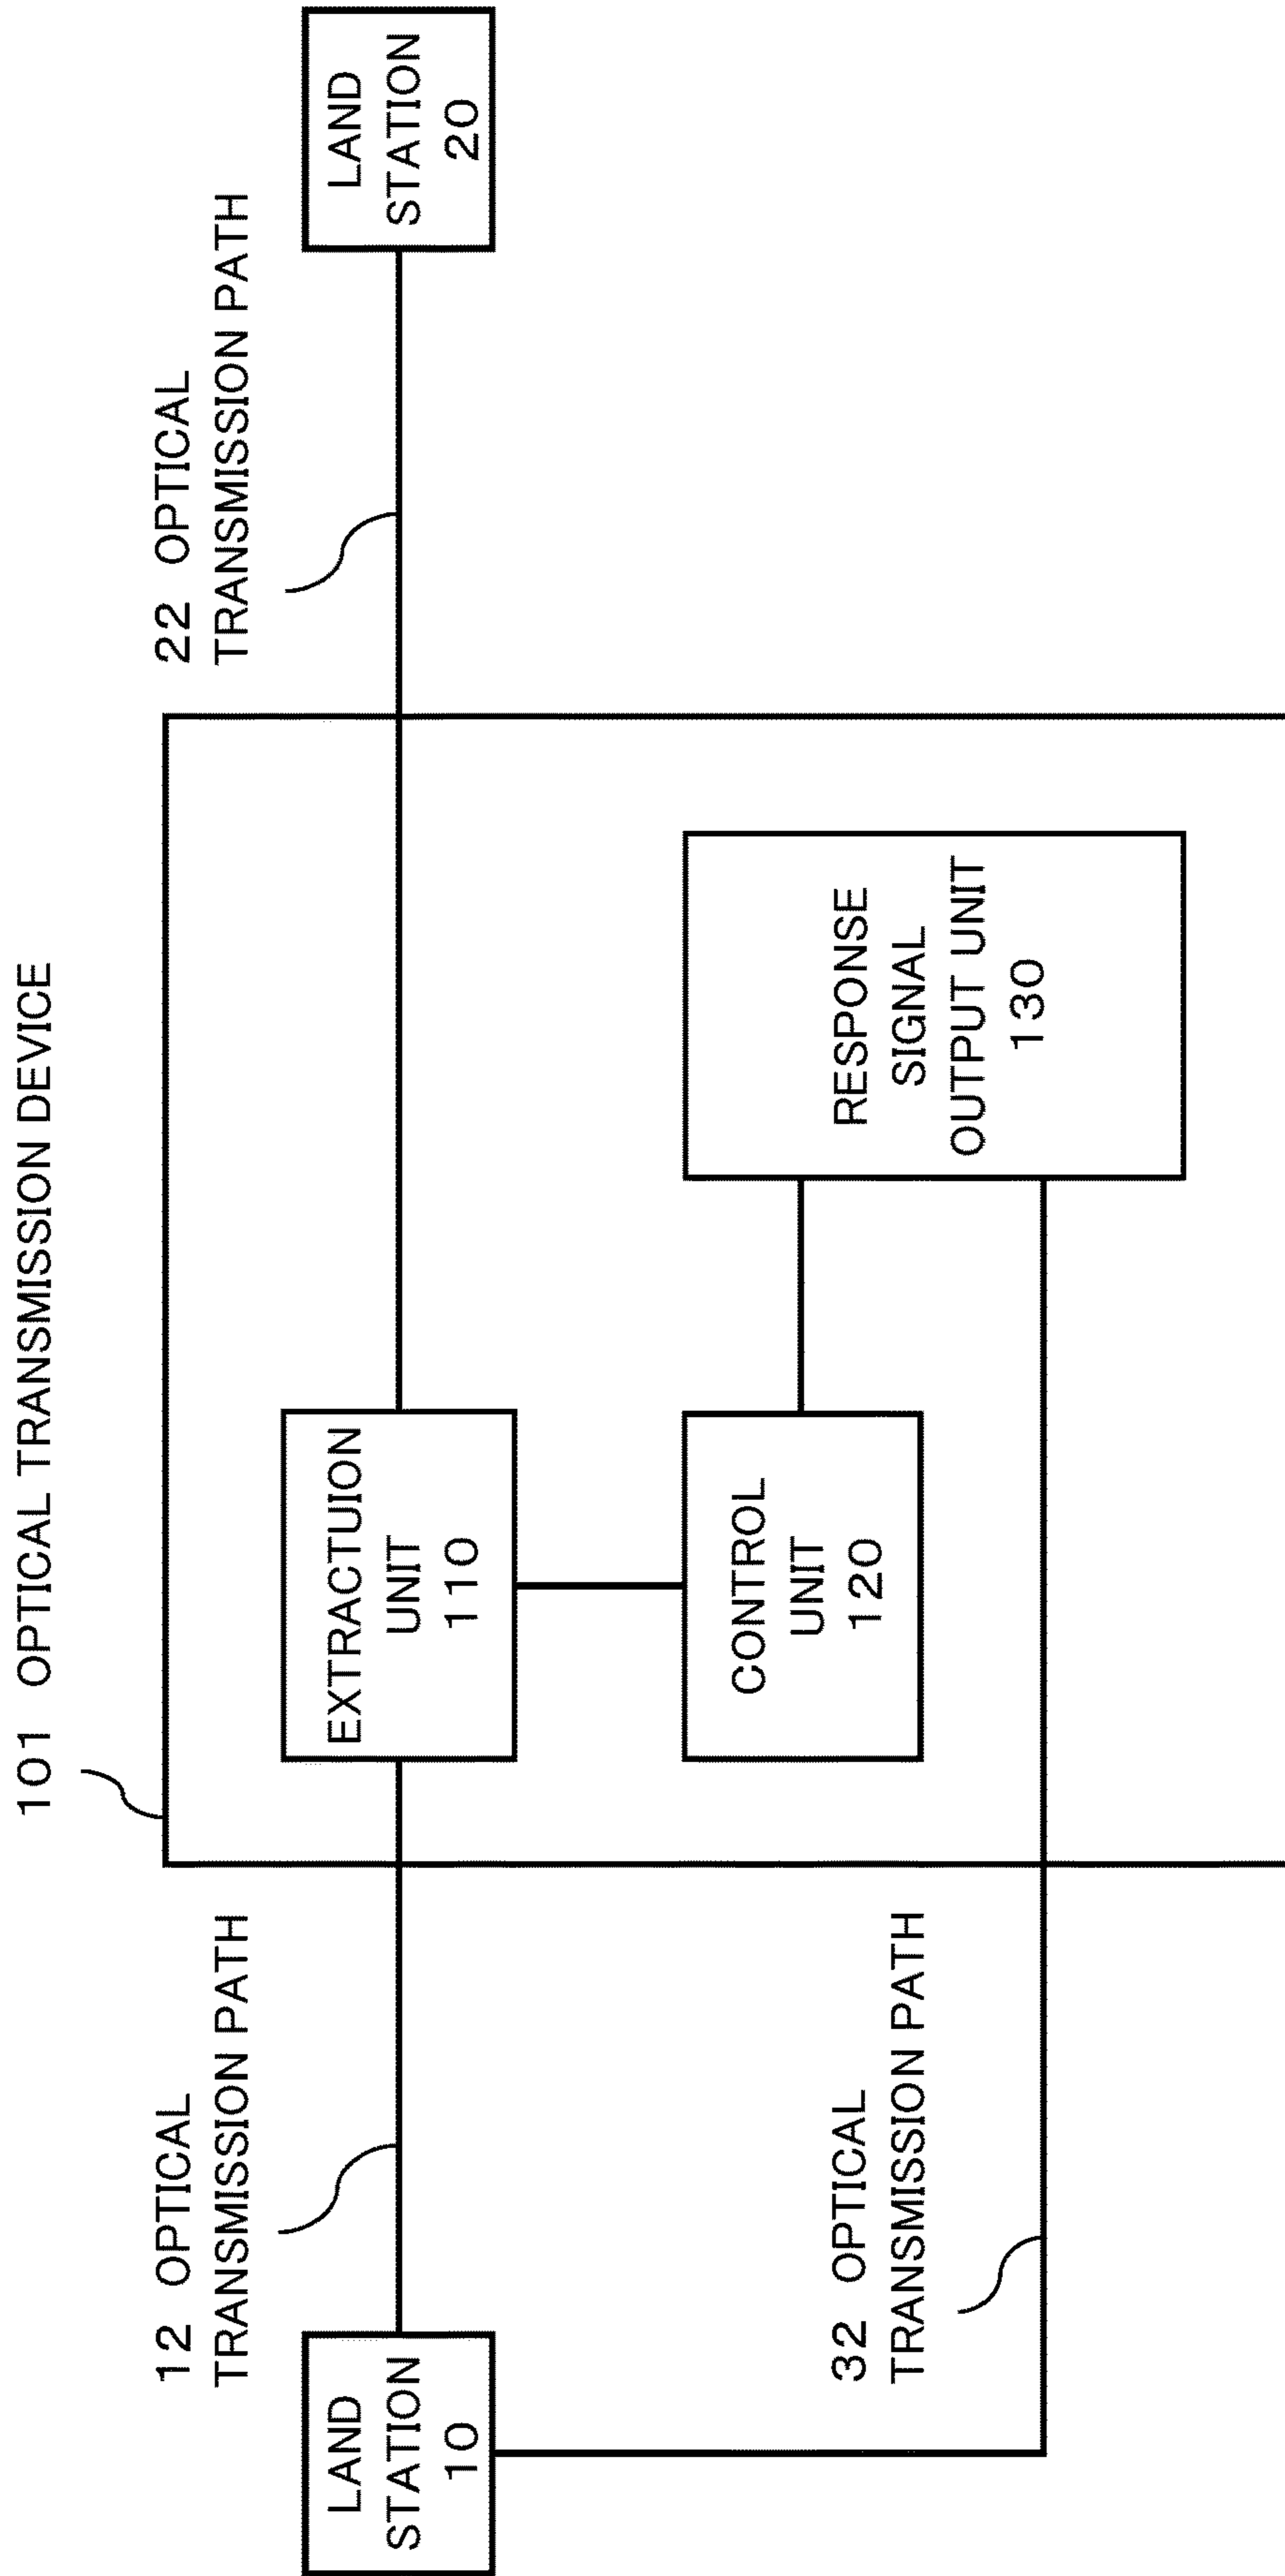 101 OPTICAL TRANSMISSION DEVICE
12 OPTICAL
TRANSMISSION PATH
22 OPTICAL
TRANSMISSION PATH
LAND
STATION
10
EXTRACTUION
UNIT
110
LAND
STATION
20
32 OPTICAL
TRANSMISSION PATH
CONTROL
UNIT
120
RESPONSE
SIGNAL
OUTPUT UNIT
130